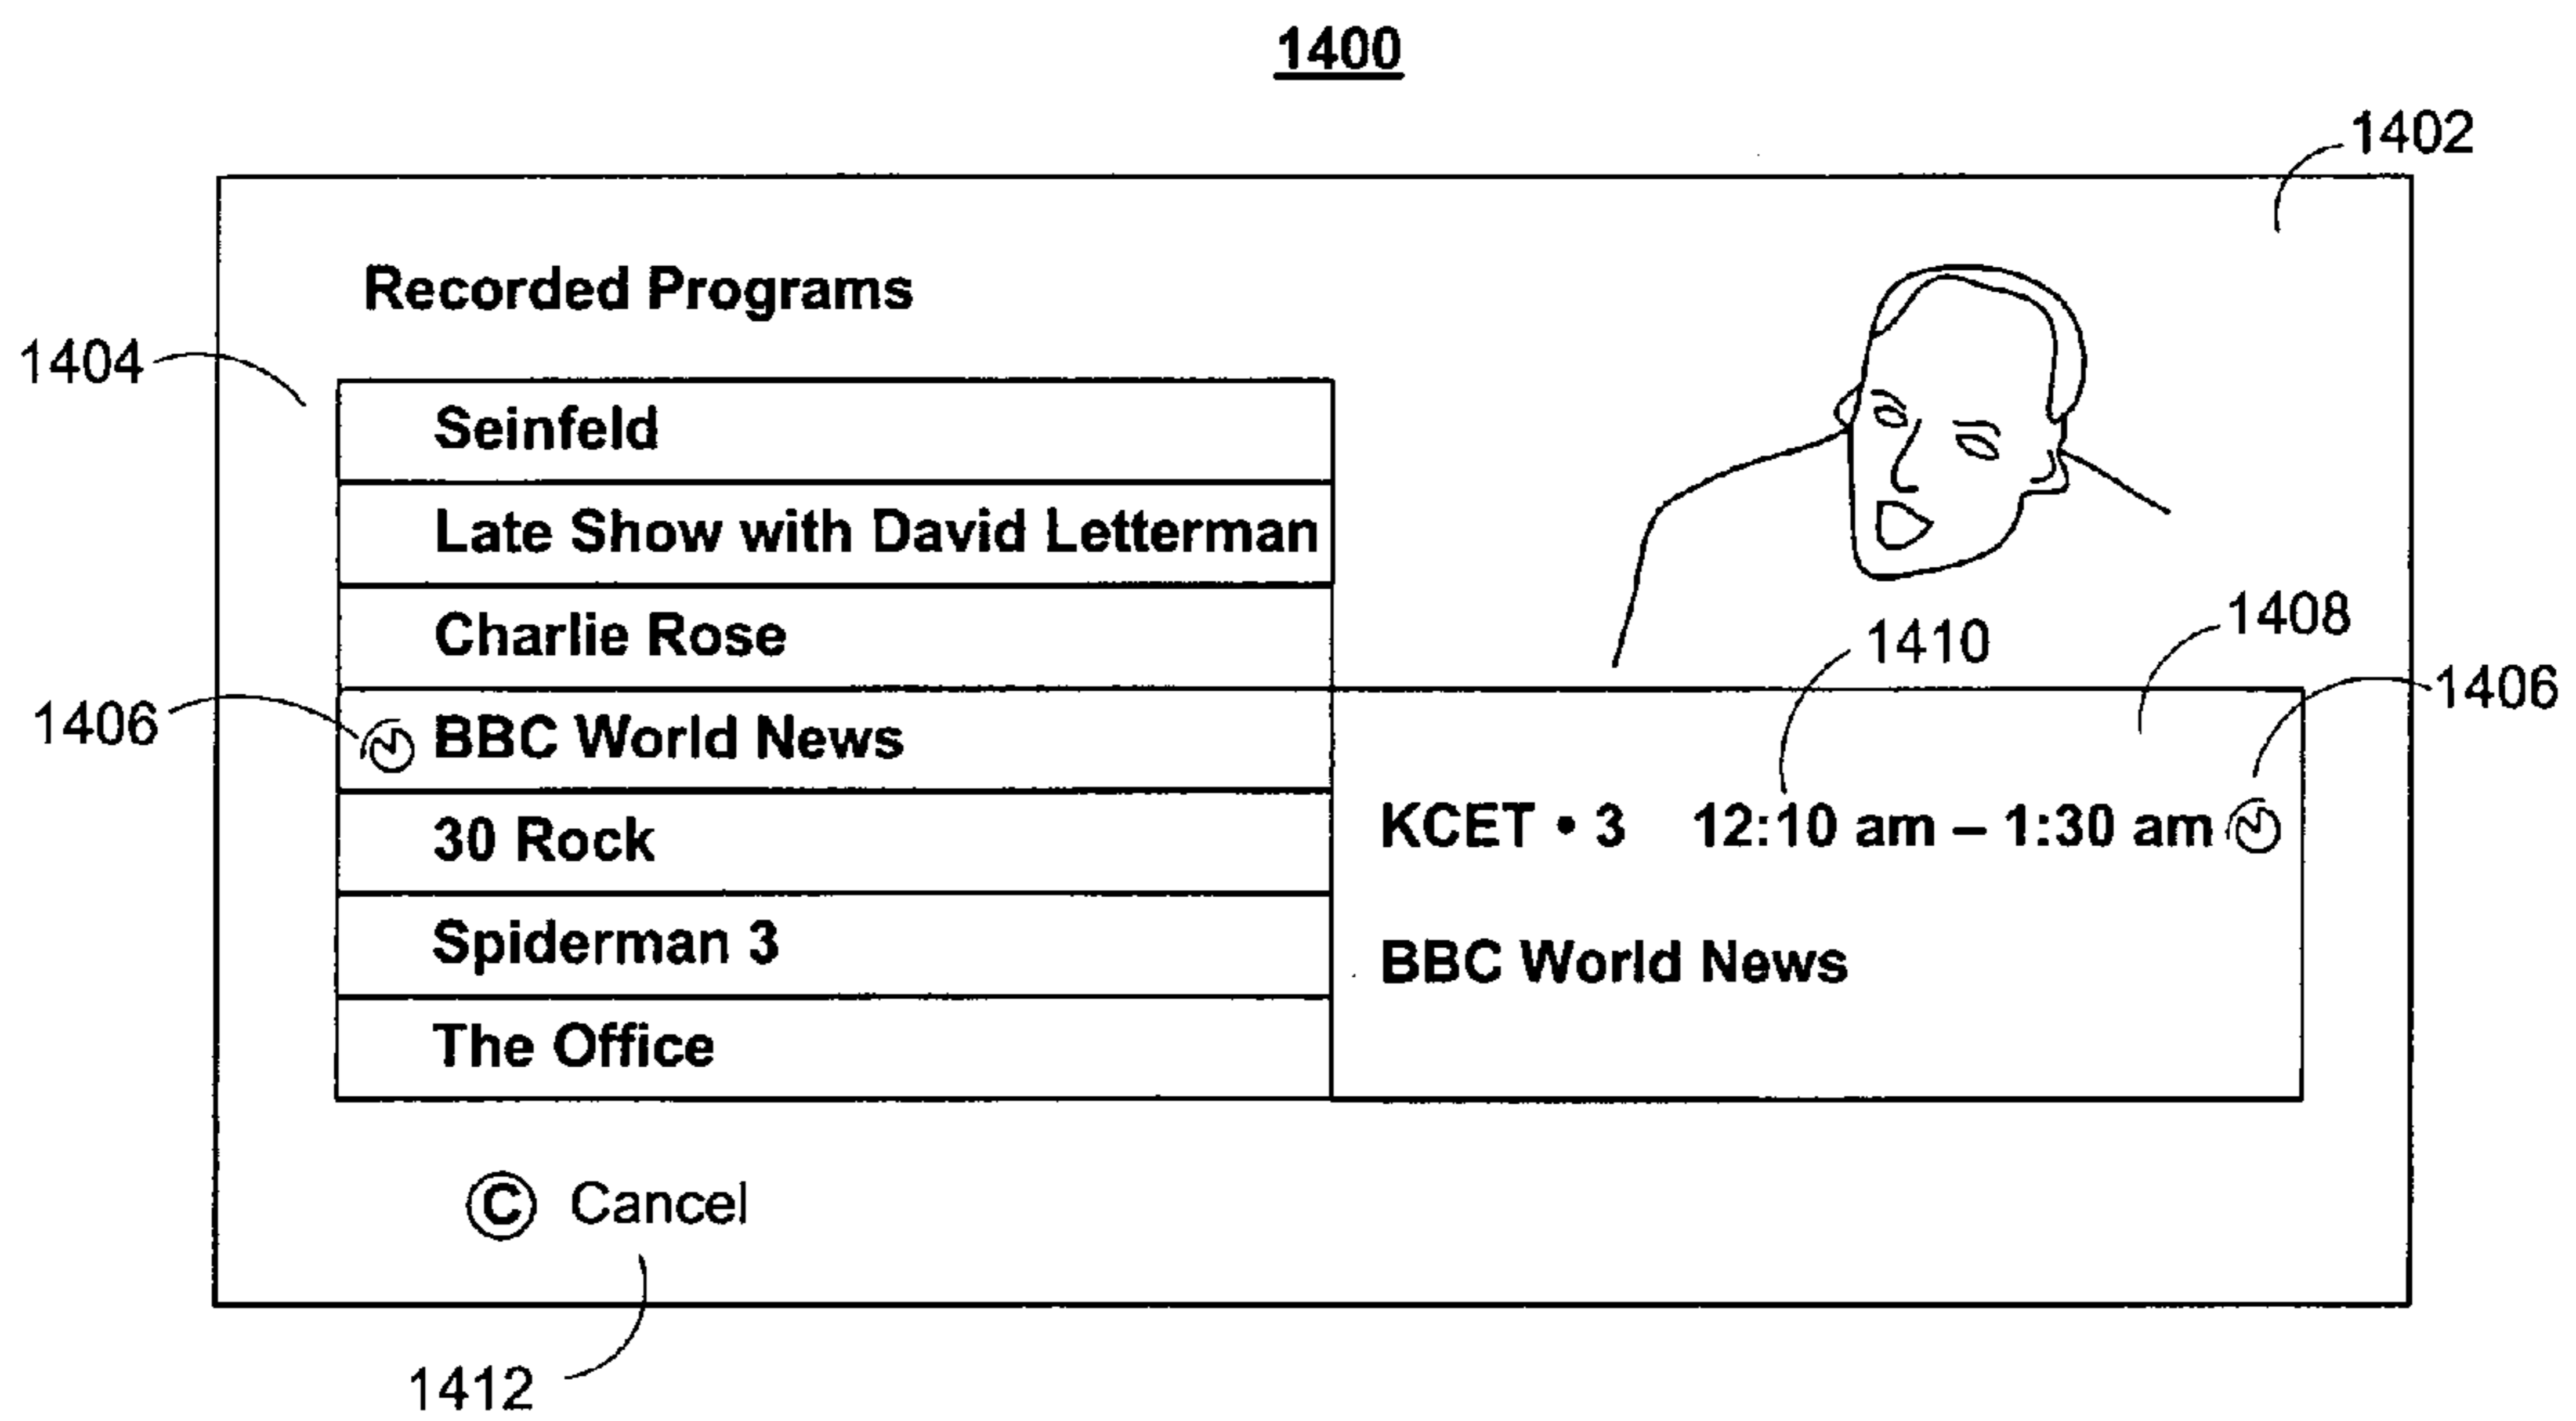 1400
1402
Recorded Programs
1404
Seinfeld
Late Show with David Letterman
Charlie Rose
1408
1410
1406
1406
BBC World News
30 Rock
KCET • 3 12:10 am – 1:30 am
Spiderman 3
BBC World News
The Office
© Cancel
1412